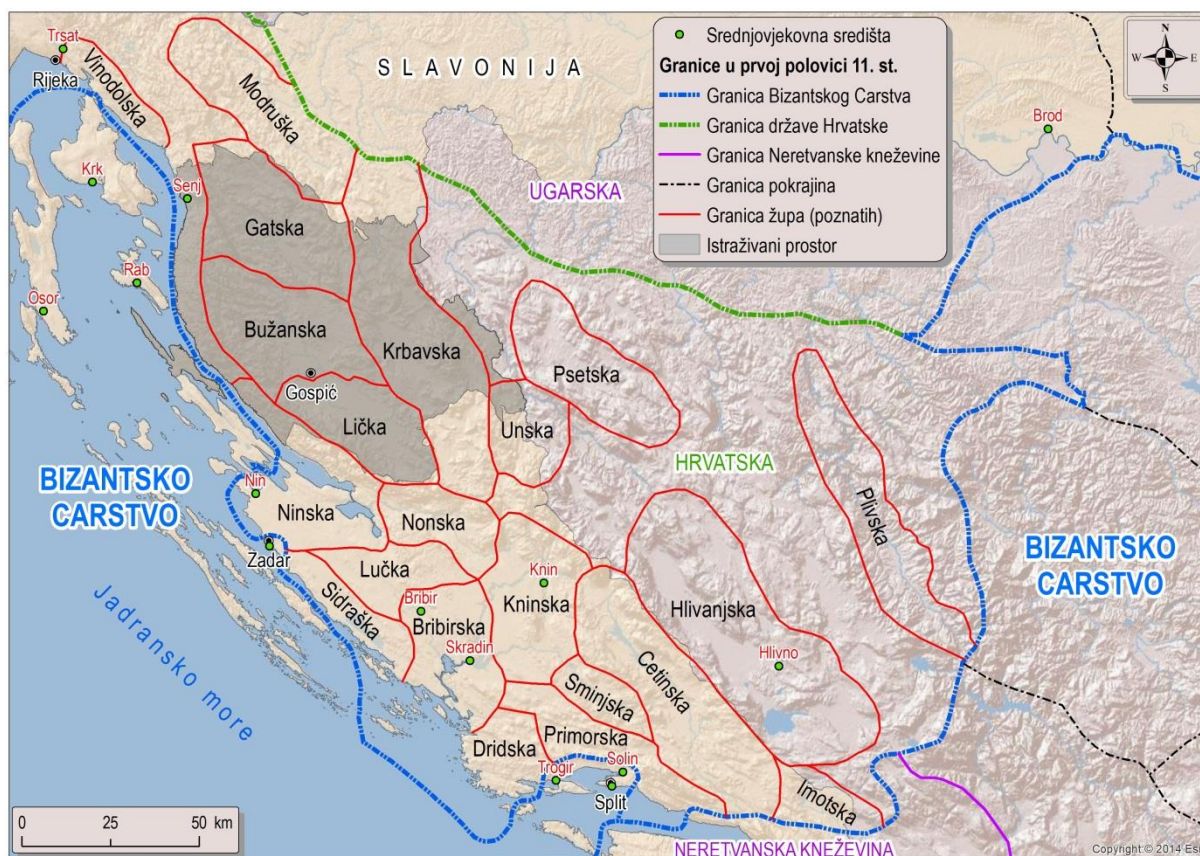 Trsat
Rijeka
Vinodolska
Modruška
SLAVONIJA
Srednjovjekovna središta
Granice u prvoj polovici 11. st.
Granica Bizantskog Carstva
Granica države Hrvatske
Granica Neretvanske kneževine
Granica pokrajina
Granica župa (poznatih)
Istraživani prostor
N
W
E
S
Brod
Krk
Senj
UGARSKA
Gatska
Rab
Osor
Bužanska
Krbavska
Psetska
Gospić
Lička
Unska
HRVATSKA
BIZANTSKO
CARSTVO
Nin
Ninska
Nonska
Plivska
BIZANTSKO
CARSTVO
Zadar
Lučka
Knin
Kninska
Sidraška
Bribir
Bribirska
Hlivanjska
Jadransko more
Skradin
Hlivno
Cetinska
Sminjska
Primorska
Dridska
Solin
Trogir
Split
Imotska
0 25 50 km
NERETVANSKA KNEŽEVINA
Copyright:© 2014 Es